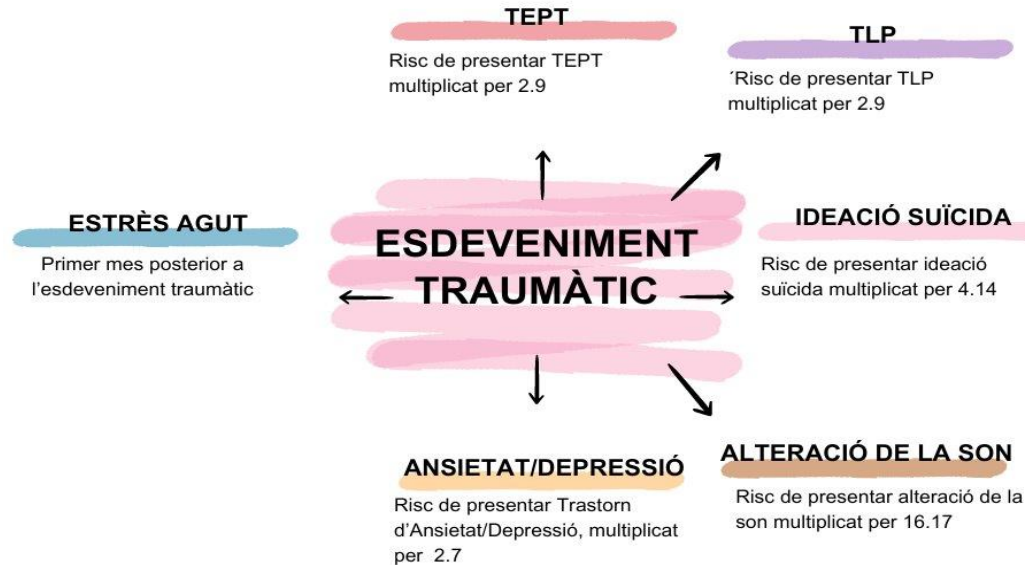 TEPT
Risc de presentar TEPT
multiplicat per 2.9
TLP
´Risc de presentar TLP
multiplicat per 2.9
ESTRÈS AGUT
Primer mes posterior a
l’esdeveniment traumàtic
ESDEVENIMENT
TRAUMÀTIC
IDEACIÓ SUÏCIDA
Risc de presentar ideació
suïcida multiplicat per 4.14
ANSIETAT/DEPRESSIÓ
Risc de presentar Trastorn
d’Ansietat/Depressió, multiplicat
per 2.7
ALTERACIÓ DE LA SON
Risc de presentar alteració de la
son multiplicat per 16.17